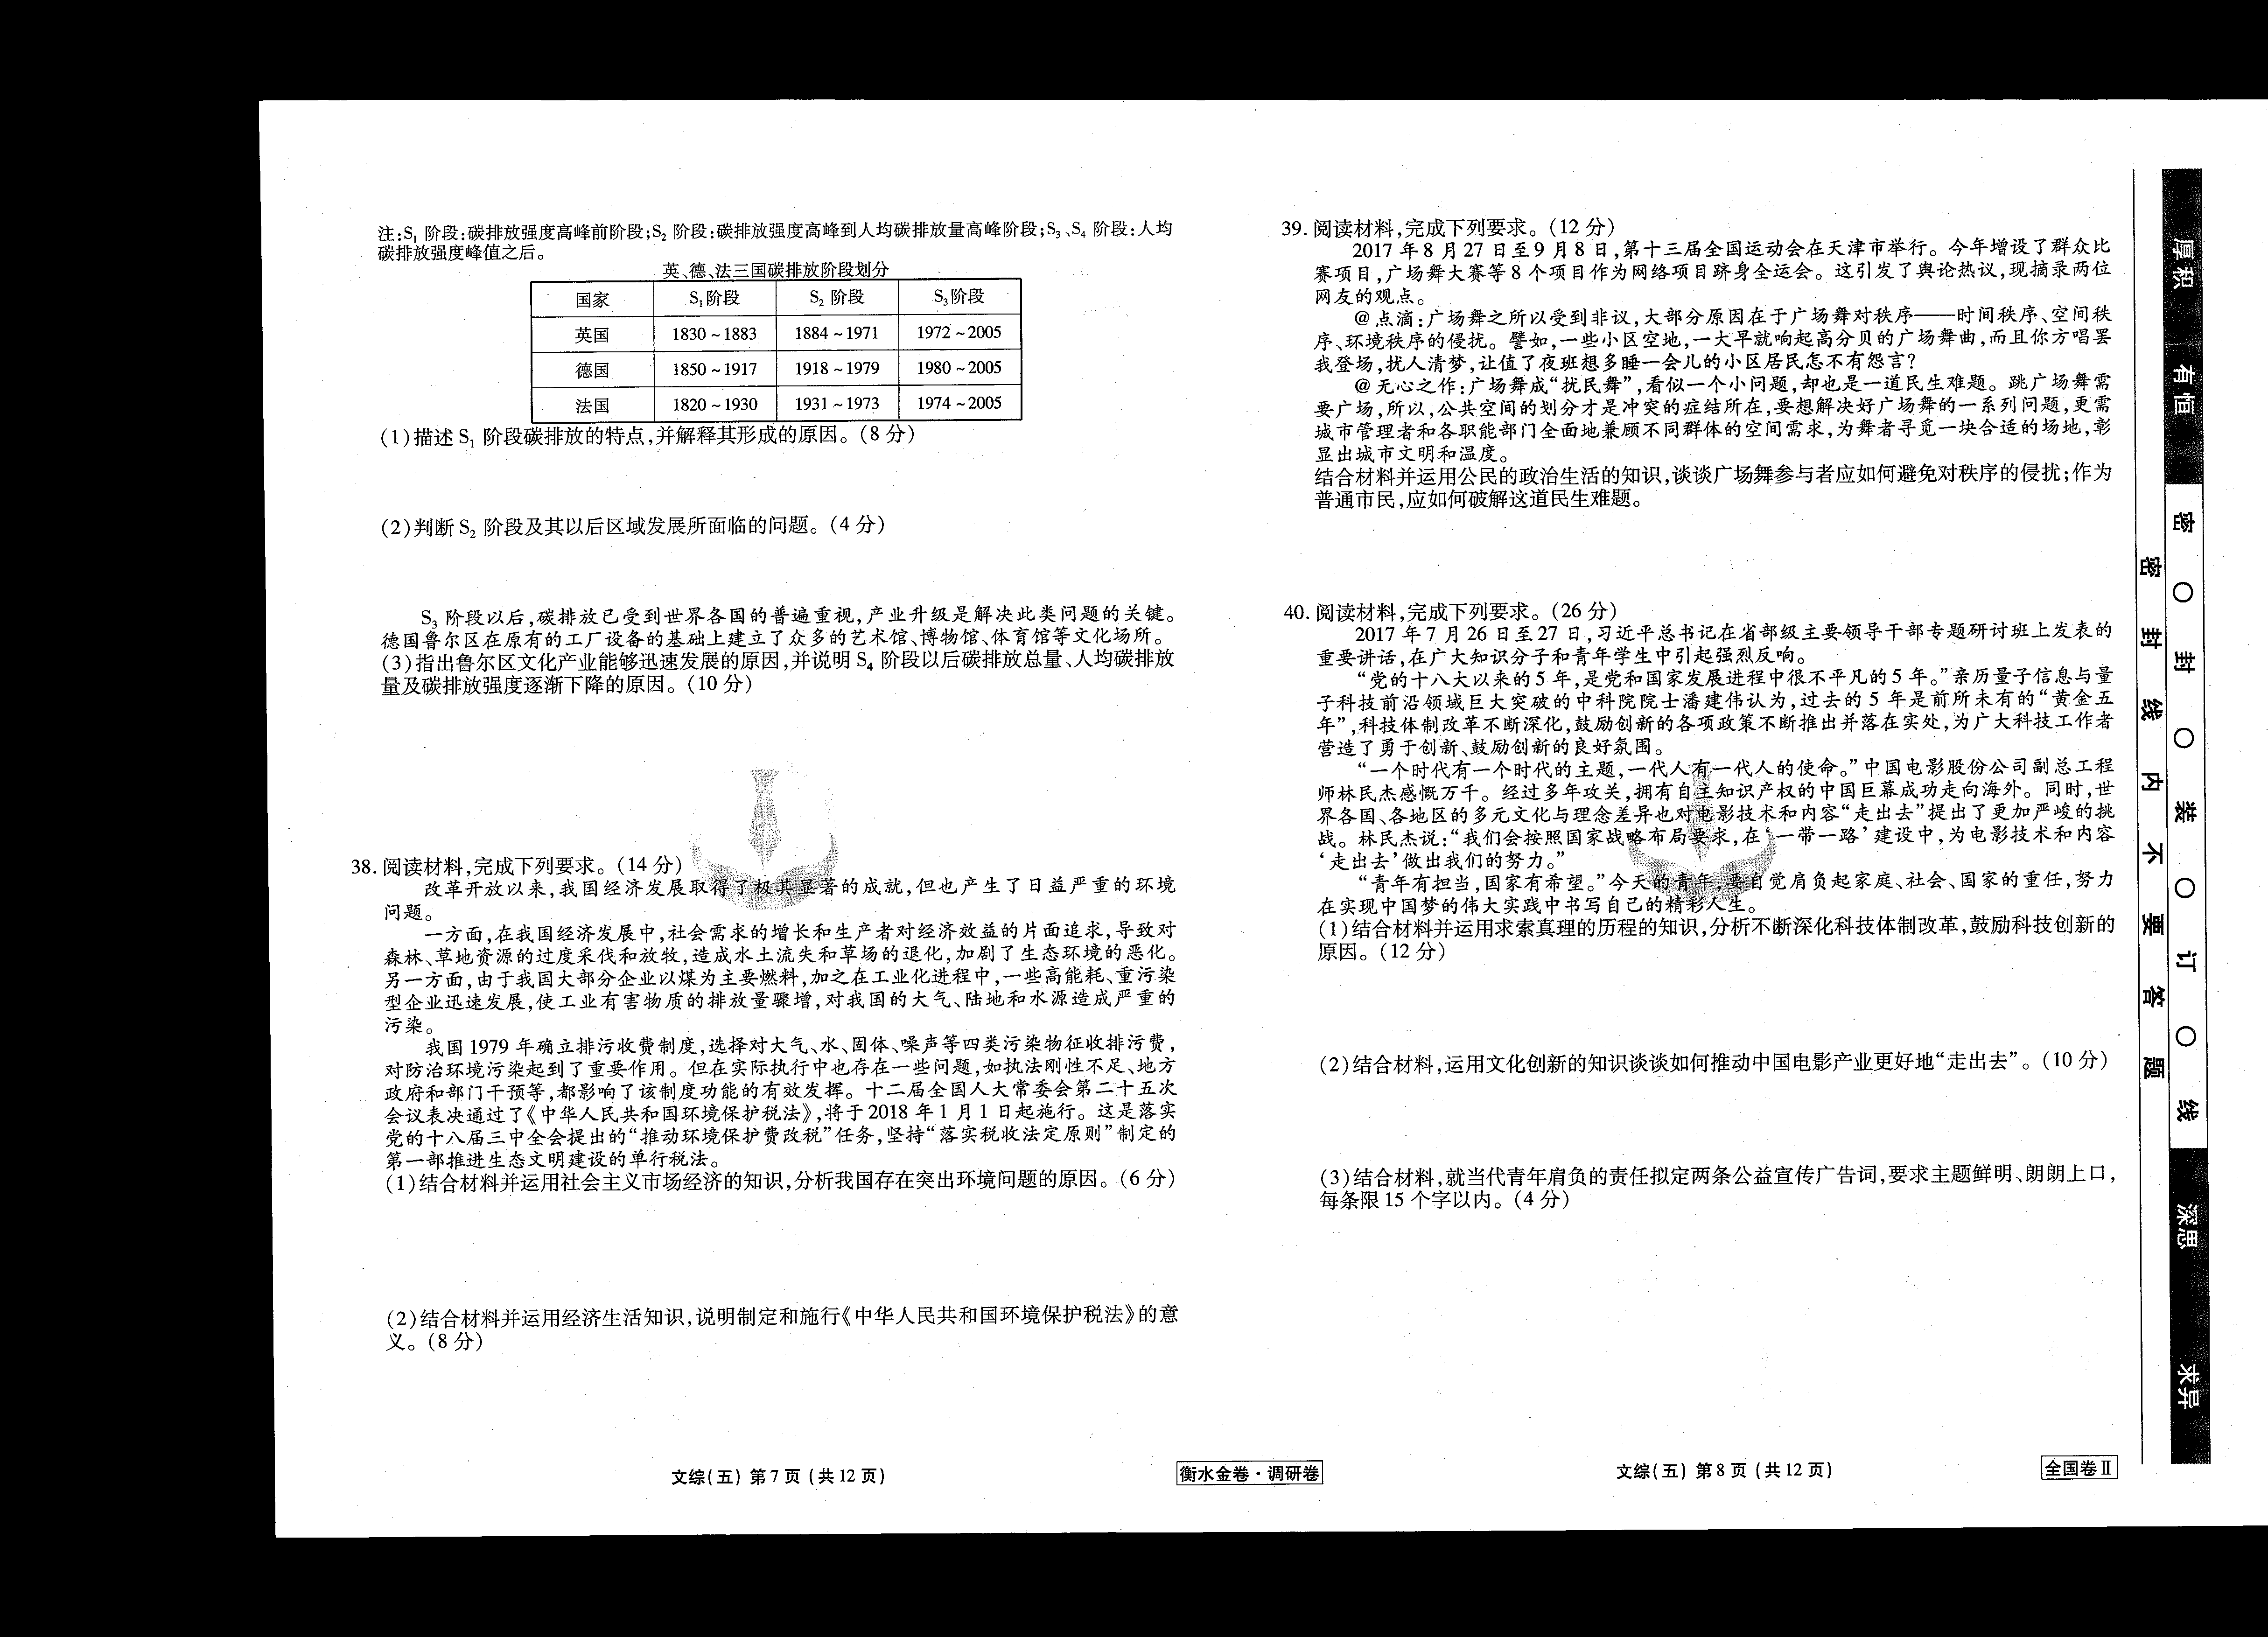 注:S₁ 阶段:碳排放强度高峰前阶段;S₂ 阶段:碳排放强度高峰到人均碳排放量高峰阶段;S₃、S₄ 阶段:人均
碳排放强度峰值之后。
英、德、法三国碳排放阶段划分
国家 S₁阶段 S₂ 阶段 S₃阶段
英国 1830~1883 1884~1971 1972~2005
德国 1850~1917 1918~1979 1980~2005
法国 1820~1930 1931~1973 1974~2005
(1)描述 S₁ 阶段碳排放的特点,并解释其形成的原因。(8 分)
(2)判断 S₂ 阶段及其以后区域发展所面临的问题。(4 分)
S₃ 阶段以后,碳排放已受到世界各国的普遍重视,产业升级是解决此类问题的关键。
德国鲁尔区在原有的工厂设备的基础上建立了众多的艺术馆、博物馆、体育馆等文化场所。
(3)指出鲁尔区文化产业能够迅速发展的原因,并说明 S₄ 阶段以后碳排放总量、人均碳排放
量及碳排放强度逐渐下降的原因。(10 分)
38. 阅读材料,完成下列要求。(14 分)
改革开放以来,我国经济发展取得了极其显著的成就,但也产生了日益严重的环境
问题。
一方面,在我国经济发展中,社会需求的增长和生产者对经济效益的片面追求,导致对
森林、草地资源的过度采伐和放牧,造成水土流失和草场的退化,加剧了生态环境的恶化。
另一方面,由于我国大部分企业以煤为主要燃料,加之在工业化进程中,一些高能耗、重污染
型企业迅速发展,使工业有害物质的排放量骤增,对我国的大气、陆地和水源造成严重的
污染。
我国 1979 年确立排污收费制度,选择对大气、水、固体、噪声等四类污染物征收排污费,
对防治环境污染起到了重要作用。但在实际执行中也存在一些问题,如执法刚性不足、地方
政府和部门干预等,都影响了该制度功能的有效发挥。十二届全国人大常委会第二十五次
会议表决通过了《中华人民共和国环境保护税法》,将于 2018 年 1 月 1 日起施行。这是落实
党的十八届三中全会提出的“推动环境保护费改税”任务,坚持“落实税收法定原则”制定的
第一部推进生态文明建设的单行税法。
(1)结合材料并运用社会主义市场经济的知识,分析我国存在突出环境问题的原因。(6 分)
(2)结合材料并运用经济生活知识,说明制定和施行《中华人民共和国环境保护税法》的意
义。(8 分)
文综(五) 第 7 页 (共 12 页)
衡水金卷·调研卷
39. 阅读材料,完成下列要求。(12 分)
2017 年 8 月 27 日至 9 月 8 日,第十三届全国运动会在天津市举行。今年增设了群众比
赛项目,广场舞大赛等 8 个项目作为网络项目跻身全运会。这引发了舆论热议,现摘录两位
网友的观点。
@点滴:广场舞之所以受到非议,大部分原因在于广场舞对秩序——时间秩序、空间秩
序、环境秩序的侵扰。譬如,一些小区空地,一大早就响起高分贝的广场舞曲,而且你方唱罢
我登场,扰人清梦,让值了夜班想多睡一会儿的小区居民怎不有怨言?
@无心之作:广场舞成“扰民舞”,看似一个小问题,却也是一道民生难题。跳广场舞需
要广场,所以,公共空间的划分才是冲突的症结所在,要想解决好广场舞的一系列问题,更需
城市管理者和各职能部门全面地兼顾不同群体的空间需求,为舞者寻觅一块合适的场地,彰
显出城市文明和温度。
结合材料并运用公民的政治生活的知识,谈谈广场舞参与者应如何避免对秩序的侵扰;作为
普通市民,应如何破解这道民生难题。
40. 阅读材料,完成下列要求。(26 分)
2017 年 7 月 26 日至 27 日,习近平总书记在省部级主要领导干部专题研讨班上发表的
重要讲话,在广大知识分子和青年学生中引起强烈反响。
“党的十八大以来的 5 年,是党和国家发展进程中很不平凡的 5 年。”亲历量子信息与量
子科技前沿领域巨大突破的中科院院士潘建伟认为,过去的 5 年是前所未有的“黄金五
年”,科技体制改革不断深化,鼓励创新的各项政策不断推出并落在实处,为广大科技工作者
营造了勇于创新、鼓励创新的良好氛围。
“一个时代有一个时代的主题,一代人有一代人的使命。”中国电影股份公司副总工程
师林民杰感慨万千。经过多年攻关,拥有自主知识产权的中国巨幕成功走向海外。同时,世
界各国、各地区的多元文化与理念差异也对电影技术和内容“走出去”提出了更加严峻的挑
战。林民杰说:“我们会按照国家战略布局要求,在‘一带一路’建设中,为电影技术和内容
‘走出去’做出我们的努力。”
“青年有担当,国家有希望。”今天的青年,要自觉肩负起家庭、社会、国家的重任,努力
在实现中国梦的伟大实践中书写自己的精彩人生。
(1)结合材料并运用求索真理的历程的知识,分析不断深化科技体制改革,鼓励科技创新的
原因。(12 分)
(2)结合材料,运用文化创新的知识谈谈如何推动中国电影产业更好地“走出去”。(10 分)
(3)结合材料,就当代青年肩负的责任拟定两条公益宣传广告词,要求主题鲜明、朗朗上口,
每条限 15 个字以内。(4 分)
文综(五) 第 8 页 (共 12 页)
全国卷Ⅱ
密 封 线 内 不 要 答 题
厚积 有恒
密 〇 封 〇 装 〇 订 〇 线
深思 求异